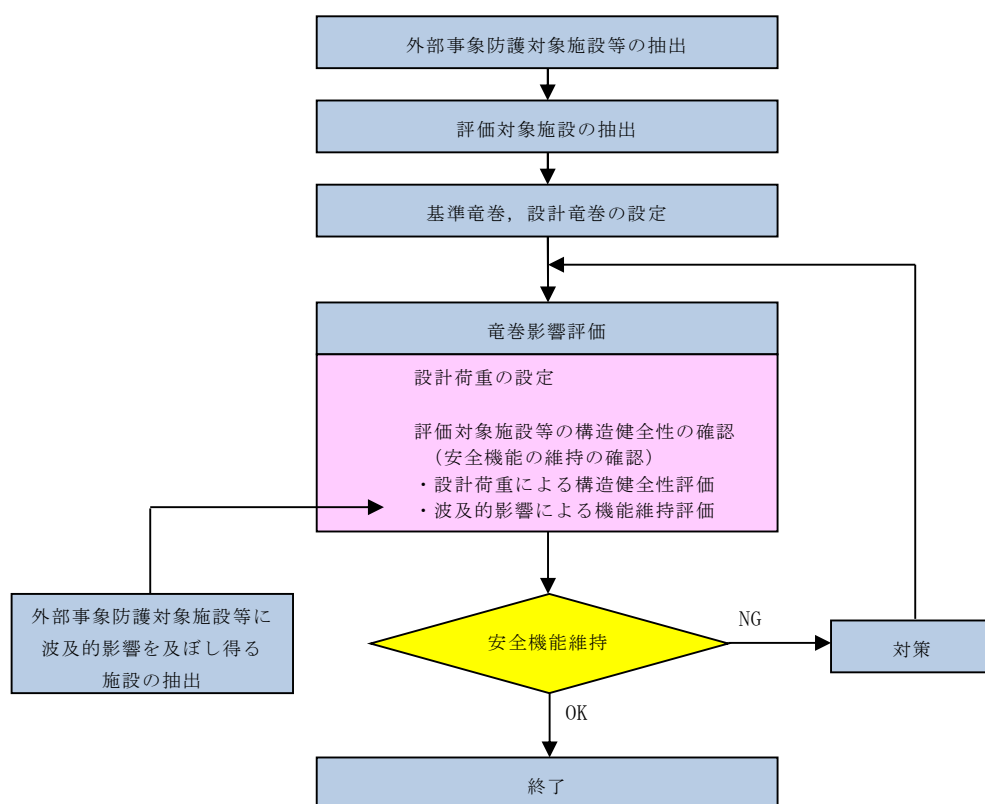 外部事象防護対象施設等の抽出
評価対象施設の抽出
基準竜巻，設計竜巻の設定
竜巻影響評価
設計荷重の設定
評価対象施設等の構造健全性の確認
（安全機能の維持の確認）
・設計荷重による構造健全性評価
・波及的影響による機能維持評価
外部事象防護対象施設等に
波及的影響を及ぼし得る
施設の抽出
安全機能維持
NG
対策
OK
終了